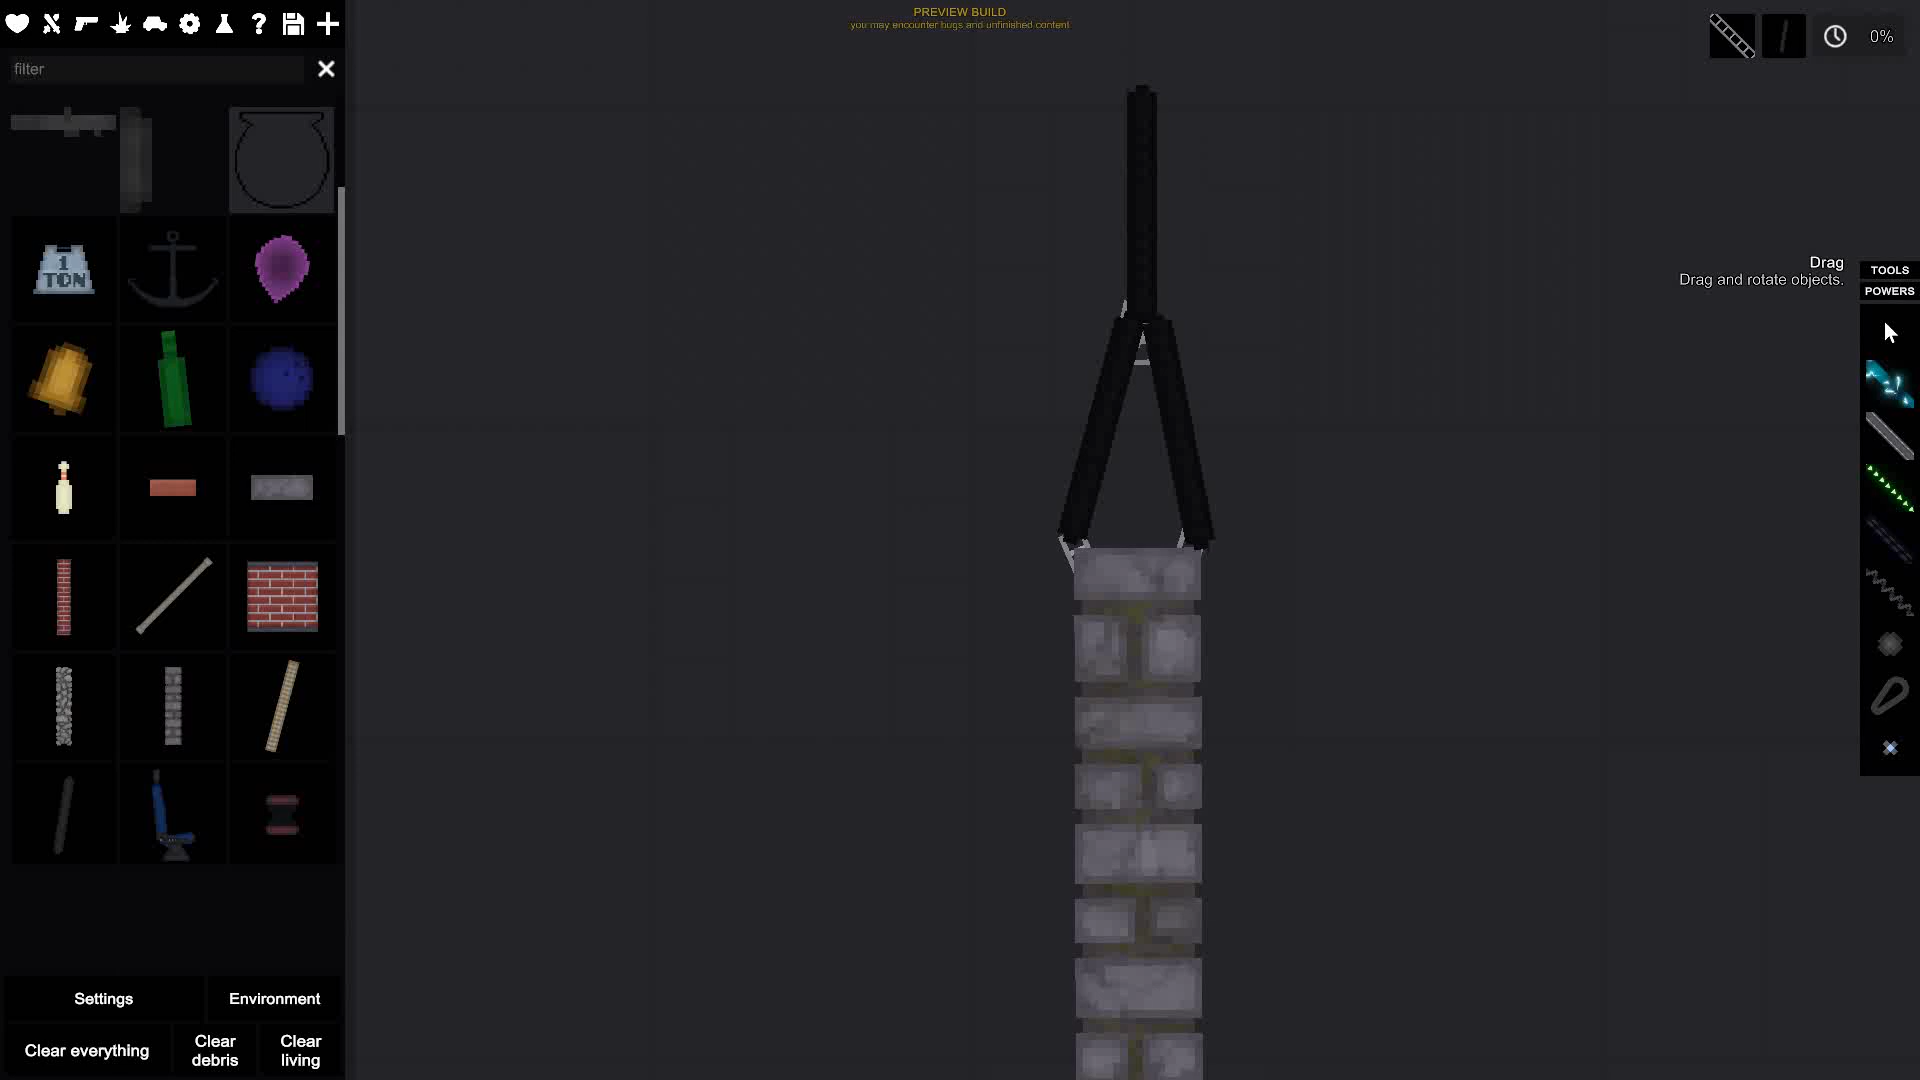 PREVIEW BUILD
you may encounter bugs and unfinished content
0%
filter
1
TON
Drag
Drag and rotate objects.
TOOLS
POWERS
Settings
Environment
Clear everything
Clear debris
Clear living